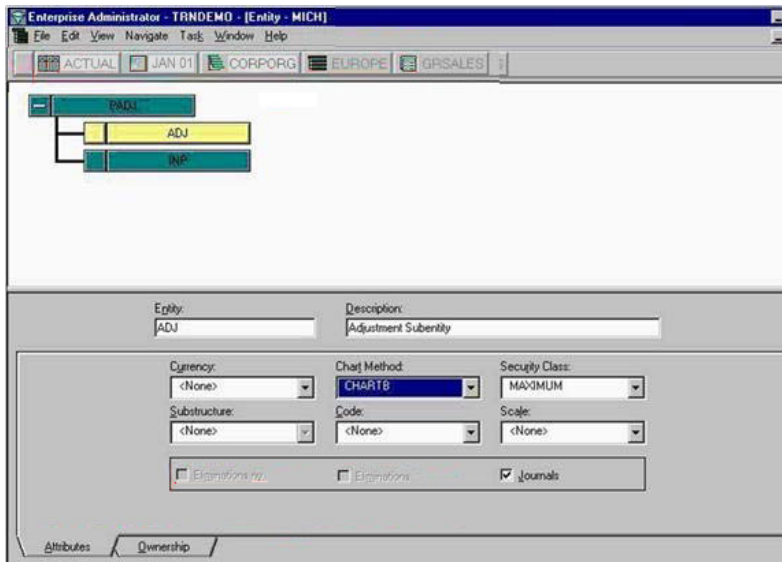 Enterprise Administrator - TRNDEMO - [Entity - MICH]
File Edit View Navigate Task Window Help
ACTUAL JAN 01 CORPORG EUROPE GRSALES
PADJ
ADJ
INP
Entity: Description:
ADJ Adjustment Subentity
Currency: Chart Method: Security Class:
<None> CHARTB MAXIMUM
Substructure: Code: Scale:
<None> <None> <None>
Eliminations by Eliminations Journals
Attributes Ownership